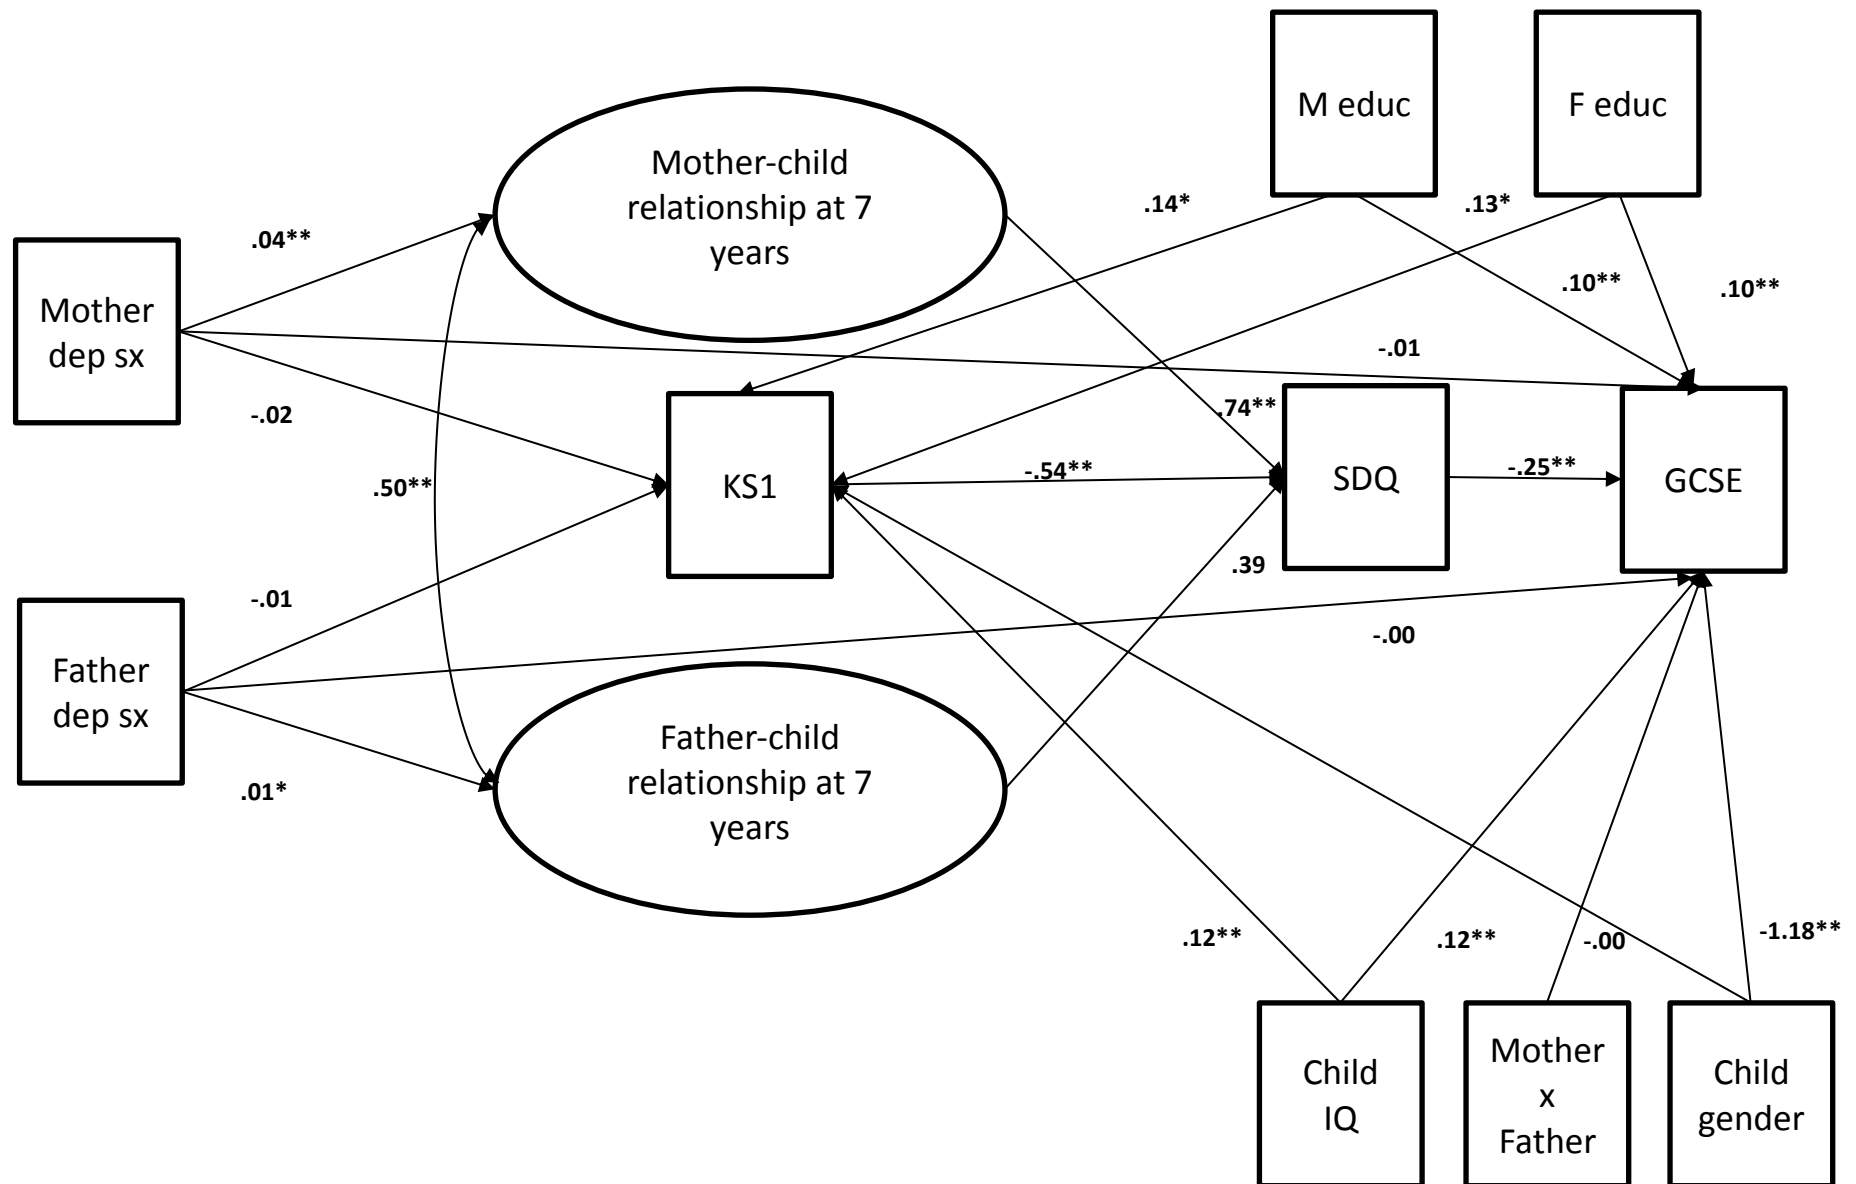 M educ
F educ
Mother-child
relationship at 7
years
.14*
.13*
.04**
Mother
dep sx
.10**
.10**
-.01
-.02
.74**
.50**
KS1
-.54**
SDQ
-.25**
GCSE
.39
-.01
-.00
Father
dep sx
Father-child
relationship at 7
years
.01*
.12**
.12**
-.00
-1.18**
Child
IQ
Mother
x
Father
Child
gender